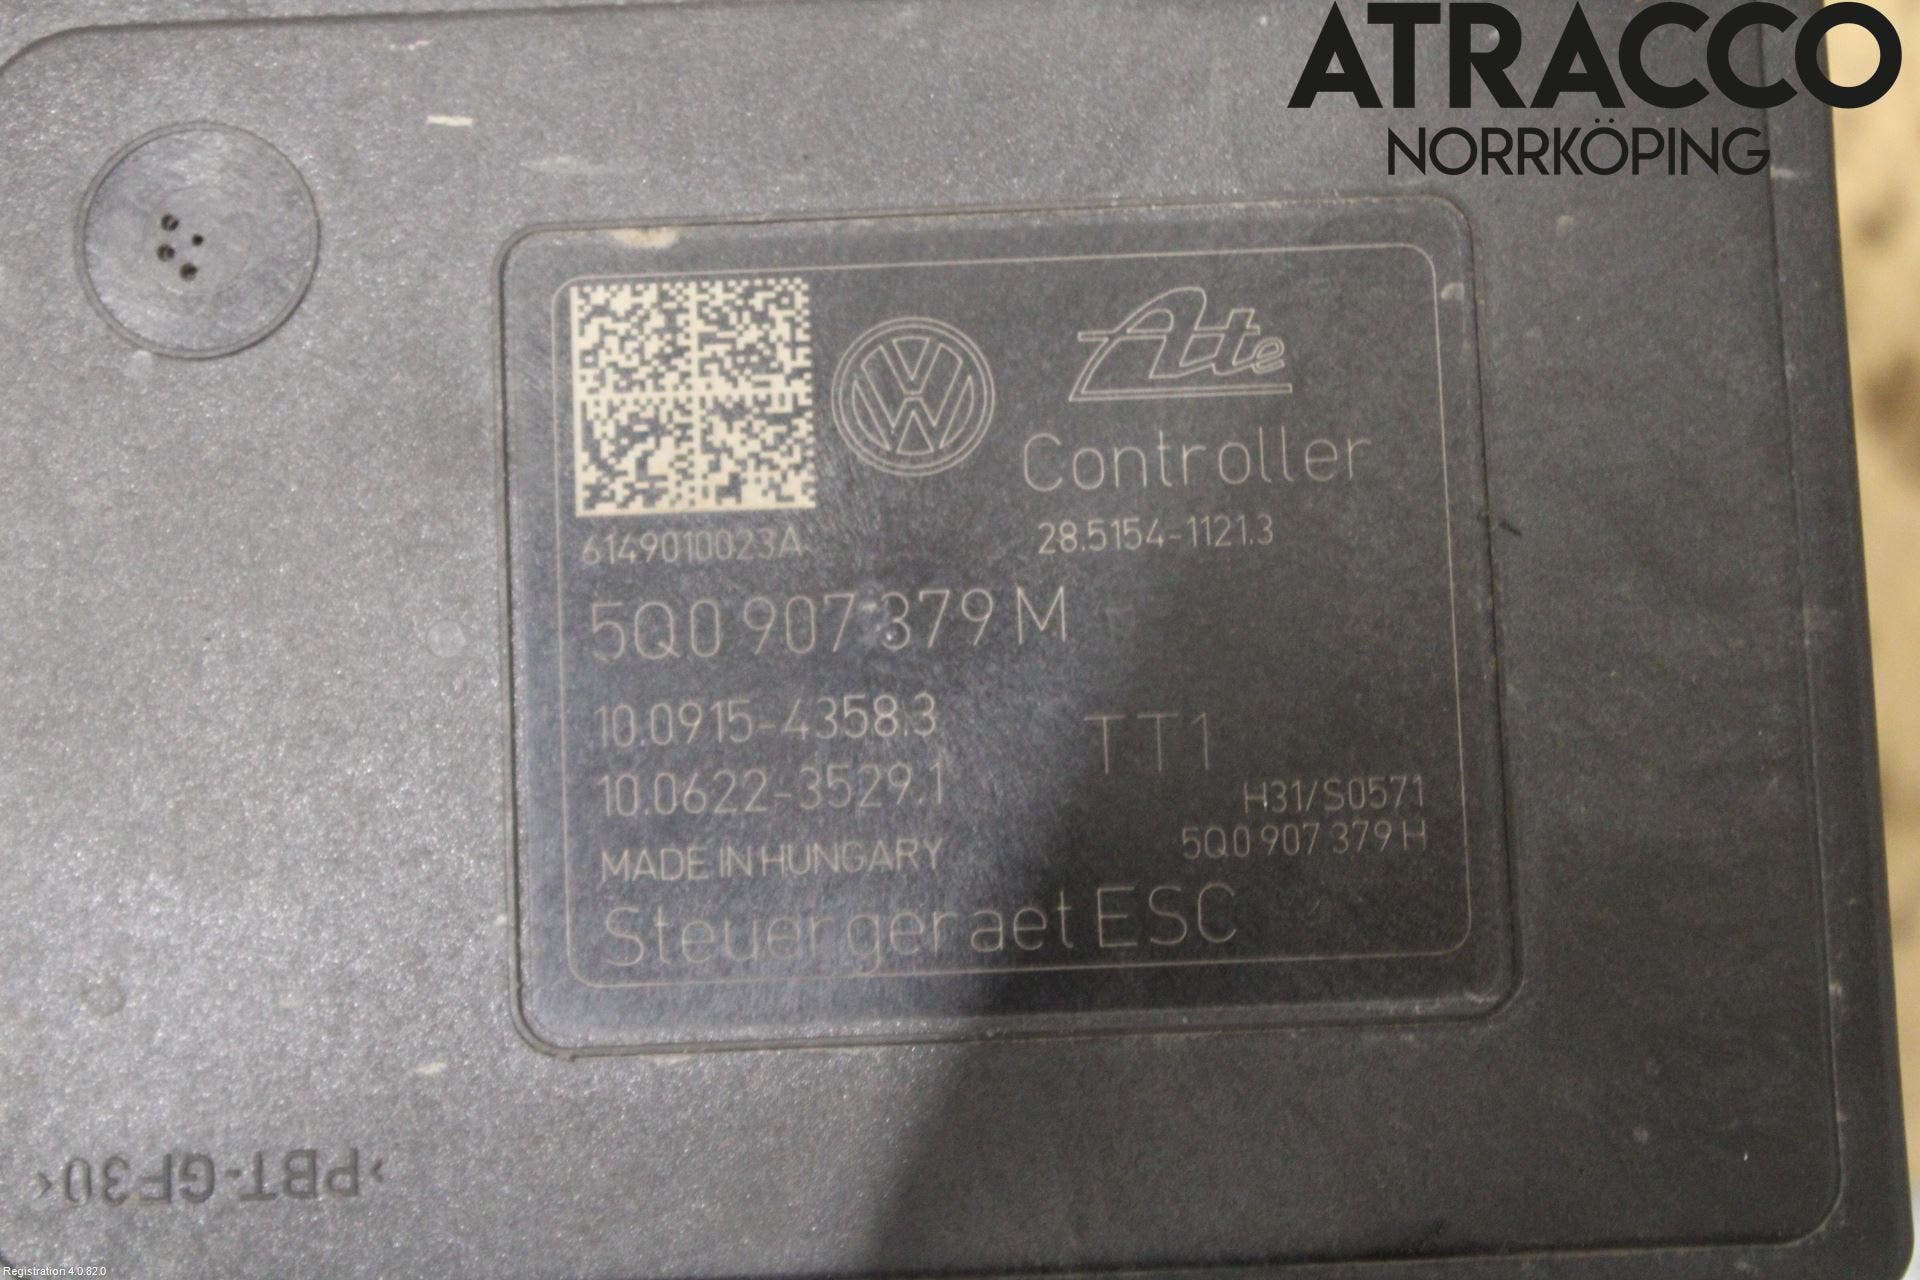 ATRACCO
NORRKÖPING
Ate
Controller
6149010023A
28.5154-1121.3
5Q0 907 379 M
10.0915-4358.3
TT1
10.0622-3529.1
H31/S0571
5Q0 907 379 H
MADE IN HUNGARY
Steuergeraet ESC
>PBT-GF30<
Registration 4.0.82.0